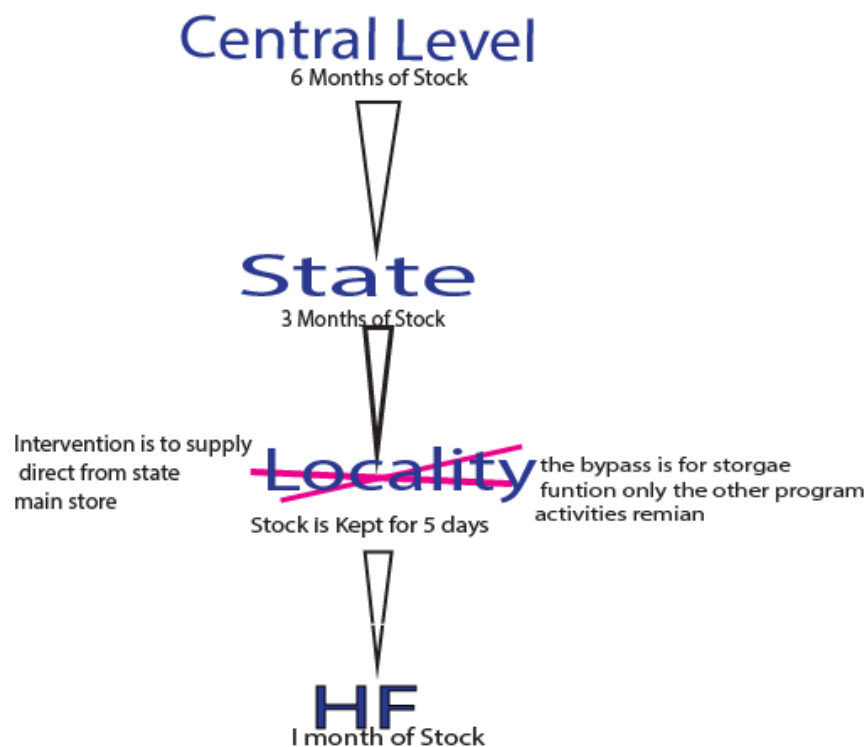 Central Level
6 Months of Stock
State
3 Months of Stock
Intervention is to supply
direct from state
main store
Locality
the bypass is for storgae
funtion only the other program
activities remian
Stock is Kept for 5 days
HF
1 month of Stock